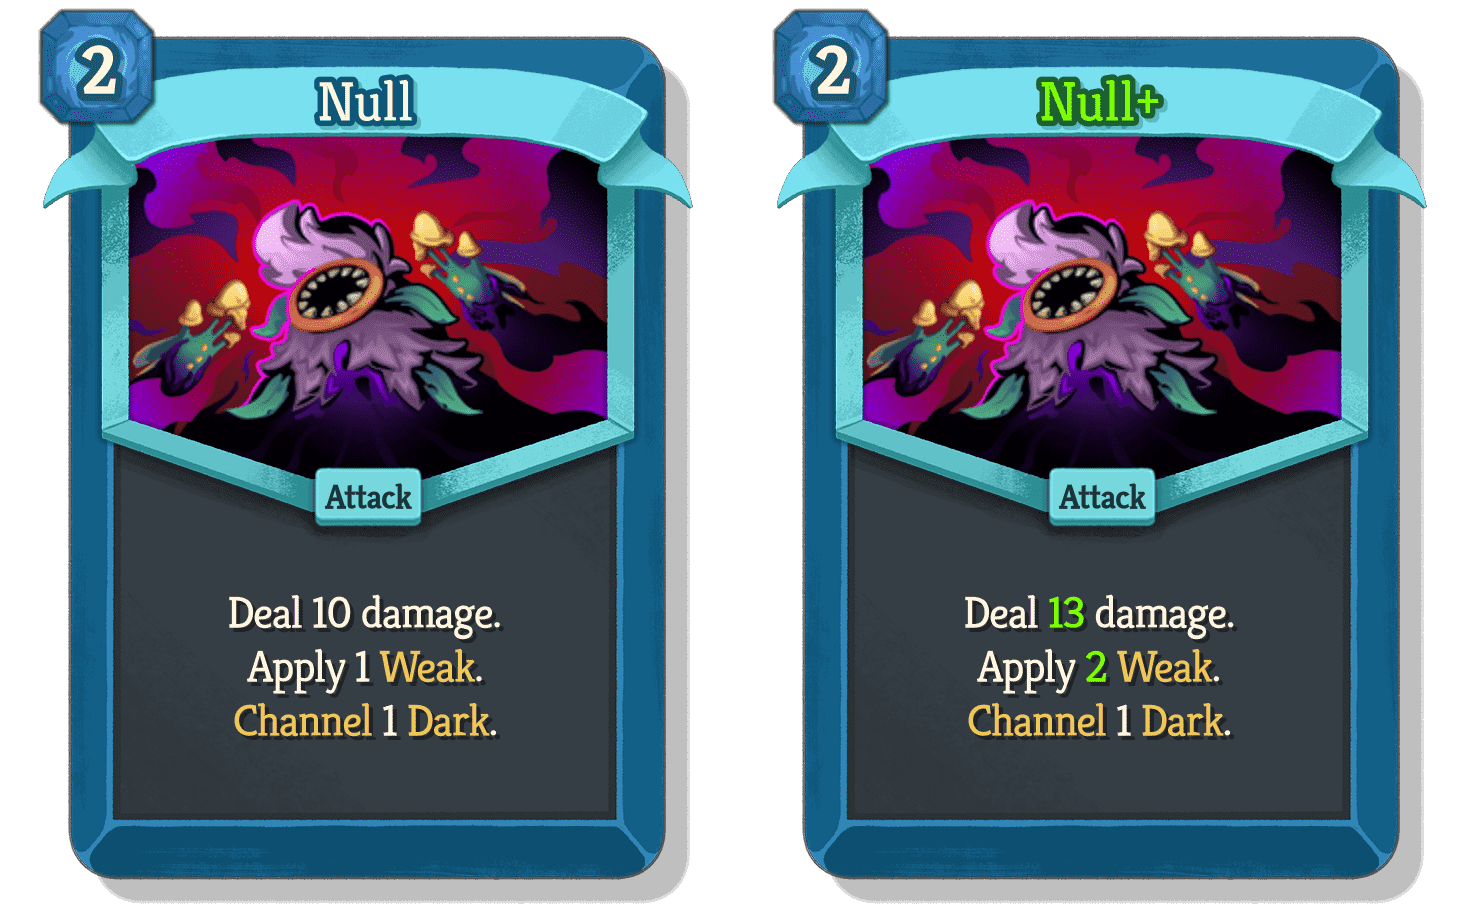 2
Null
Attack
Deal 10 damage.
Apply 1 Weak.
Channel 1 Dark.
2
Null+
Attack
Deal 13 damage.
Apply 2 Weak.
Channel 1 Dark.